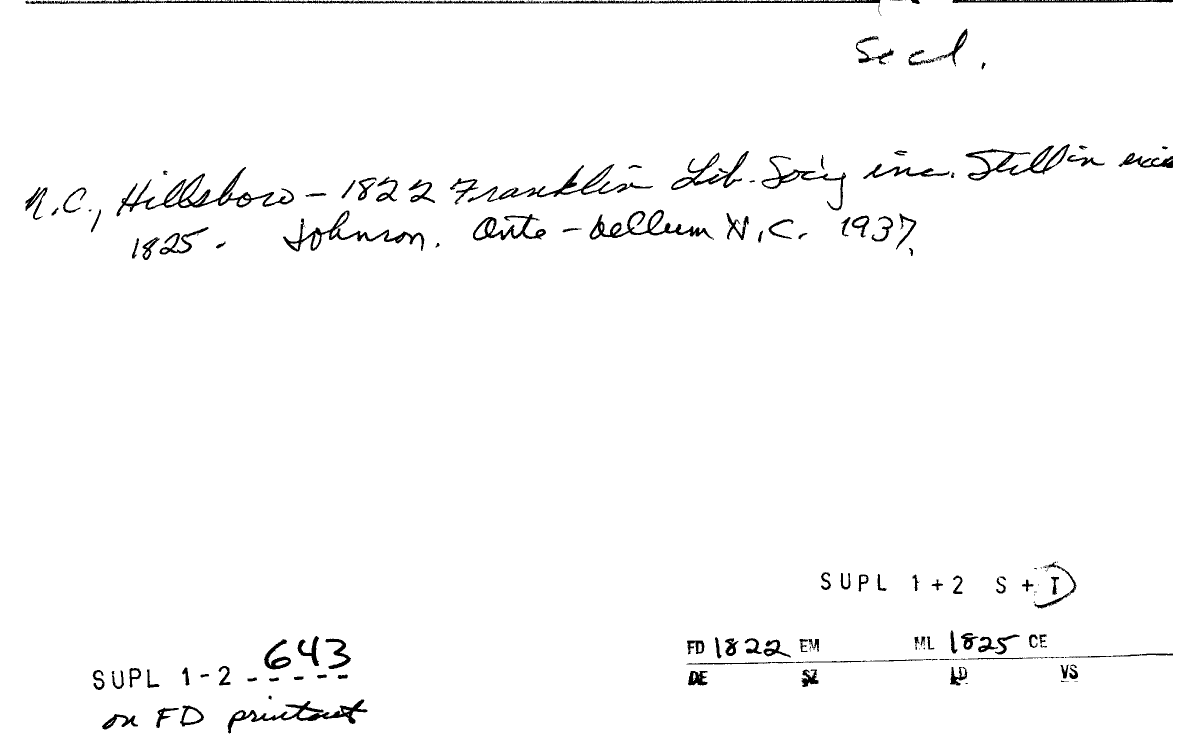 Secl.
N.C., Hillsboro - 1822 Franklin Lib. Soc'y inc. Still in
1825. Johnson. Ante-bellum N.C. 1937.
SUPL 1+2 S+I
643
FD 1822 EM ML 1825 CE
SUPL 1-2 -----
DE SZ LD VS
on FD printout